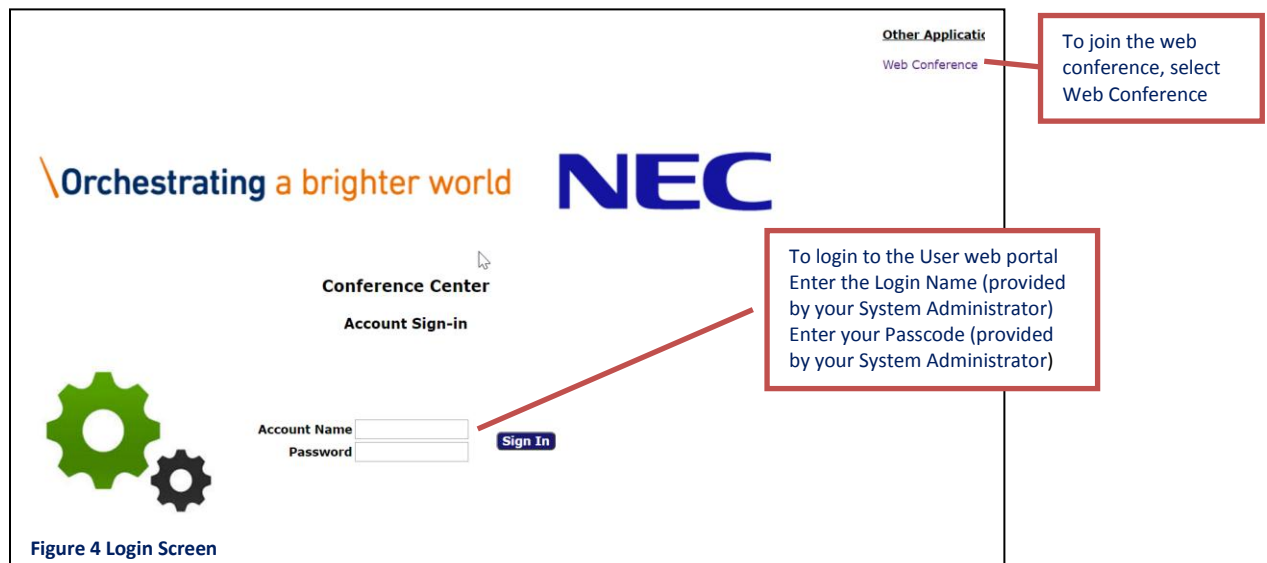 Other Applicatic
Web Conference
To join the web
conference, select
Web Conference
\Orchestrating a brighter world
NEC
To login to the User web portal
Enter the Login Name (provided
by your System Administrator)
Enter your Passcode (provided
by your System Administrator)
Conference Center
Account Sign-in
Account Name
Password
Sign In
Figure 4 Login Screen